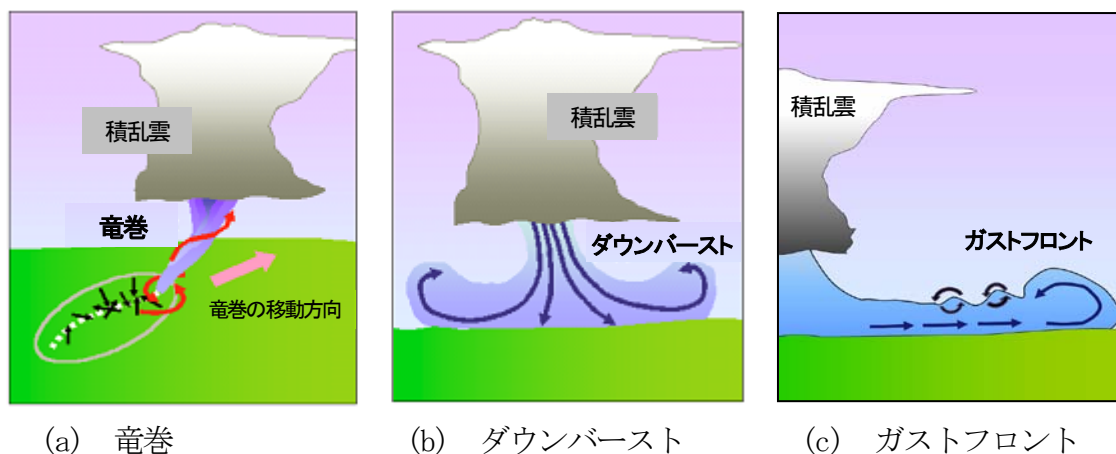 積乱雲
竜巻
竜巻の移動方向
(a) 竜巻
積乱雲
ダウンバースト
(b) ダウンバースト
積乱雲
ガストフロント
(c) ガストフロント